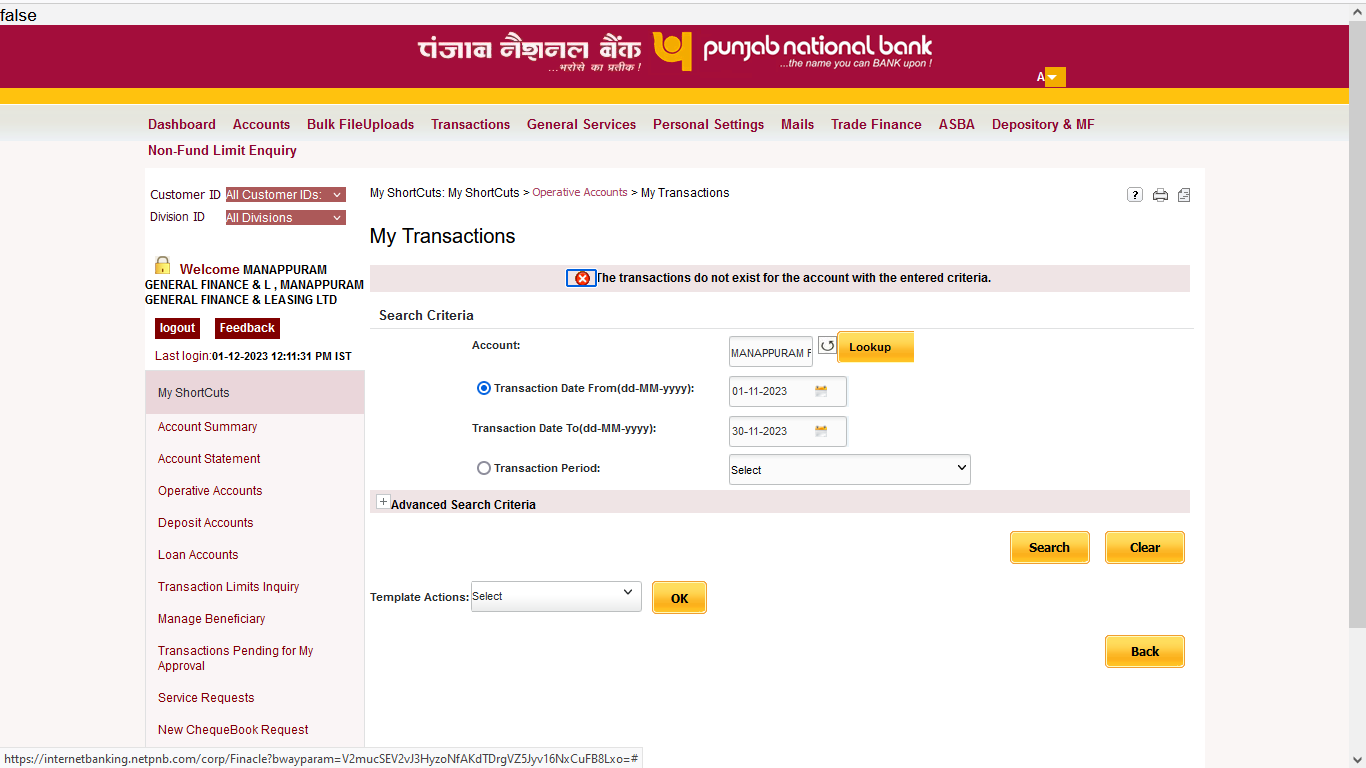 false
पंजाब नैशनल बैंक punjab national bank
...भरोसे का प्रतीक ! ...the name you can BANK upon !
A
Dashboard Accounts Bulk FileUploads Transactions General Services Personal Settings Mails Trade Finance ASBA Depository & MF
Non-Fund Limit Enquiry
Customer ID All Customer IDs:
Division ID All Divisions
My ShortCuts: My ShortCuts > Operative Accounts > My Transactions
?
My Transactions
Welcome MANAPPURAM
GENERAL FINANCE & L , MANAPPURAM
GENERAL FINANCE & LEASING LTD
logout Feedback
Last login:01-12-2023 12:11:31 PM IST
The transactions do not exist for the account with the entered criteria.
Search Criteria
Account: MANAPPURAM F Lookup
Transaction Date From(dd-MM-yyyy): 01-11-2023
Transaction Date To(dd-MM-yyyy): 30-11-2023
Transaction Period: Select
Advanced Search Criteria
Search Clear
Template Actions: Select OK
Back
My ShortCuts
Account Summary
Account Statement
Operative Accounts
Deposit Accounts
Loan Accounts
Transaction Limits Inquiry
Manage Beneficiary
Transactions Pending for My
Approval
Service Requests
New ChequeBook Request
https://internetbanking.netpnb.com/corp/Finacle?bwayparam=V2mucSEV2vJ3HyzoNfAKdTDrgVZ5Jyv16NxCuFB8Lxo=#